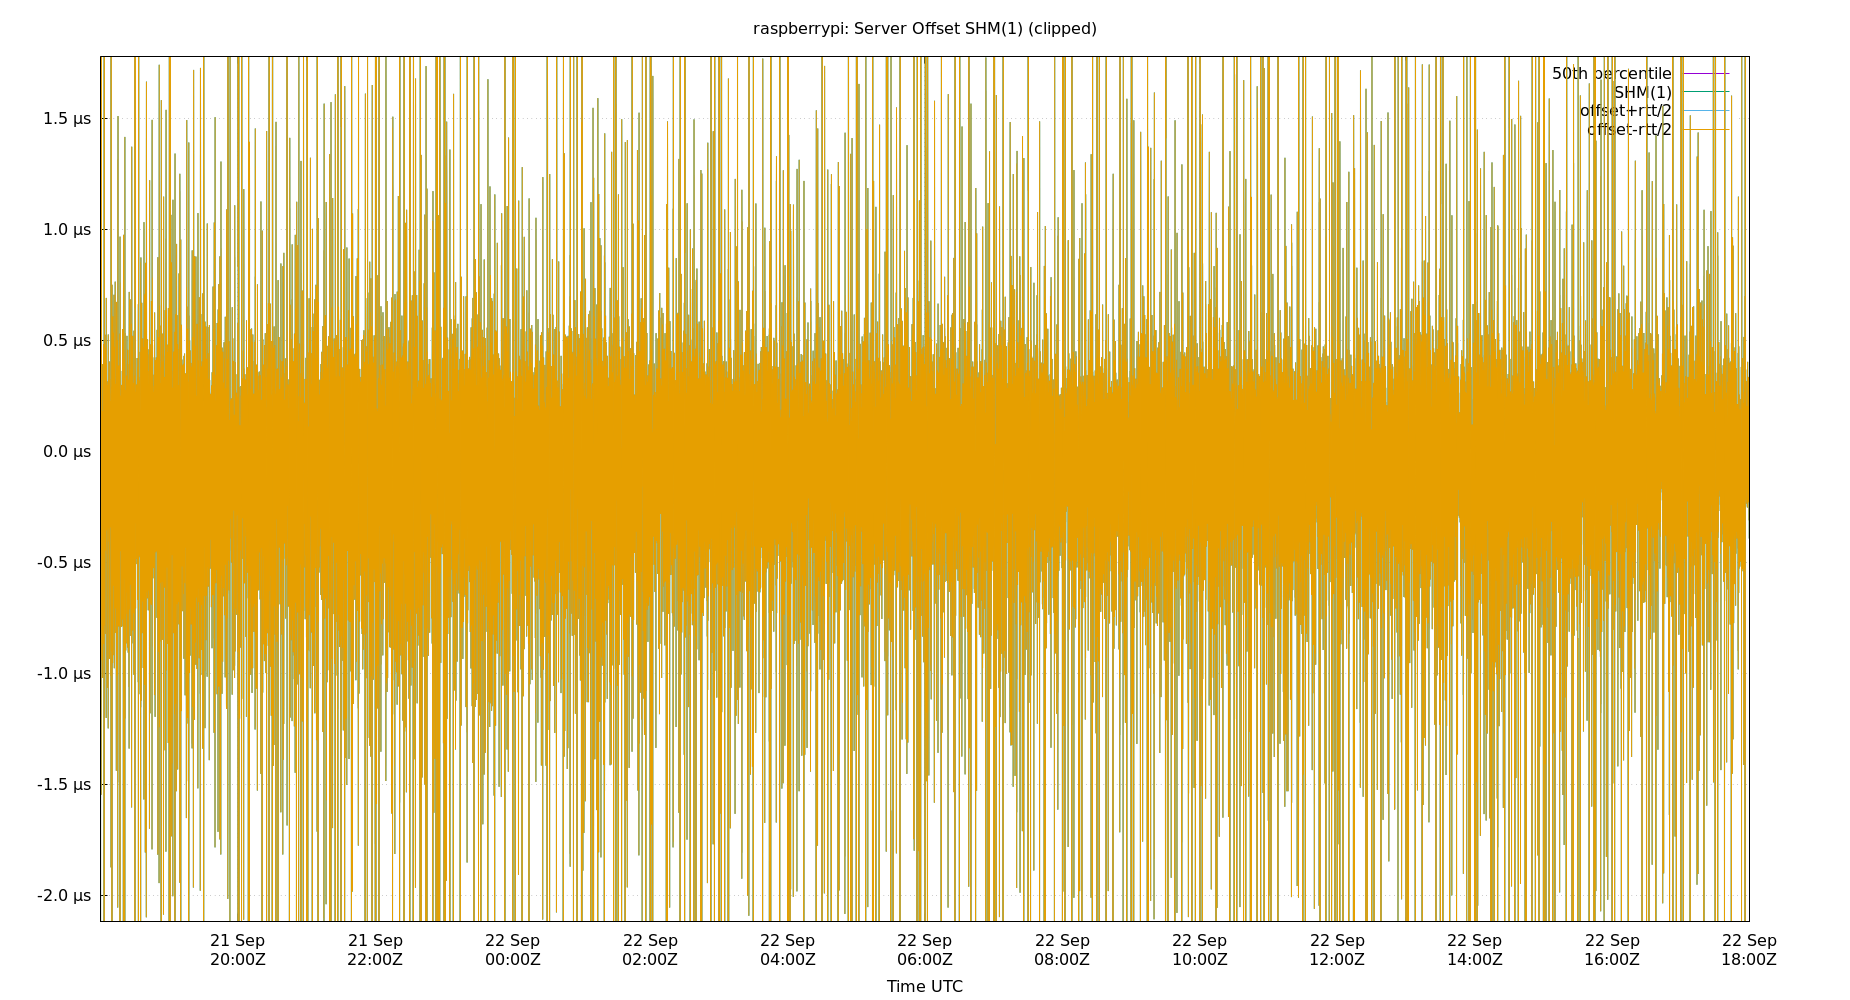 raspberrypi: Server Offset SHM(1) (clipped)
50th percentile
SHM(1)
offset+rtt/2
offset-rtt/2
1.5 µs
1.0 µs
0.5 µs
0.0 µs
-0.5 µs
-1.0 µs
-1.5 µs
-2.0 µs
21 Sep 21 Sep 22 Sep 22 Sep 22 Sep 22 Sep 22 Sep 22 Sep 22 Sep 22 Sep 22 Sep 22 Sep
20:00Z 22:00Z 00:00Z 02:00Z 04:00Z 06:00Z 08:00Z 10:00Z 12:00Z 14:00Z 16:00Z 18:00Z
Time UTC